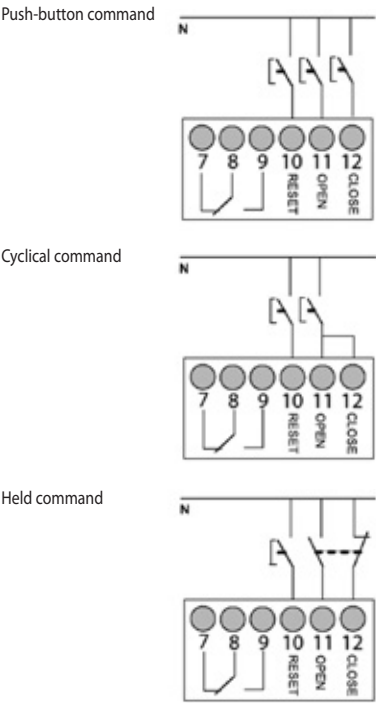 Push-button command
N
7 8 9 10 11 12
RESET
OPEN
CLOSE
Cyclical command
N
7 8 9 10 11 12
RESET
OPEN
CLOSE
Held command
N
7 8 9 10 11 12
RESET
OPEN
CLOSE